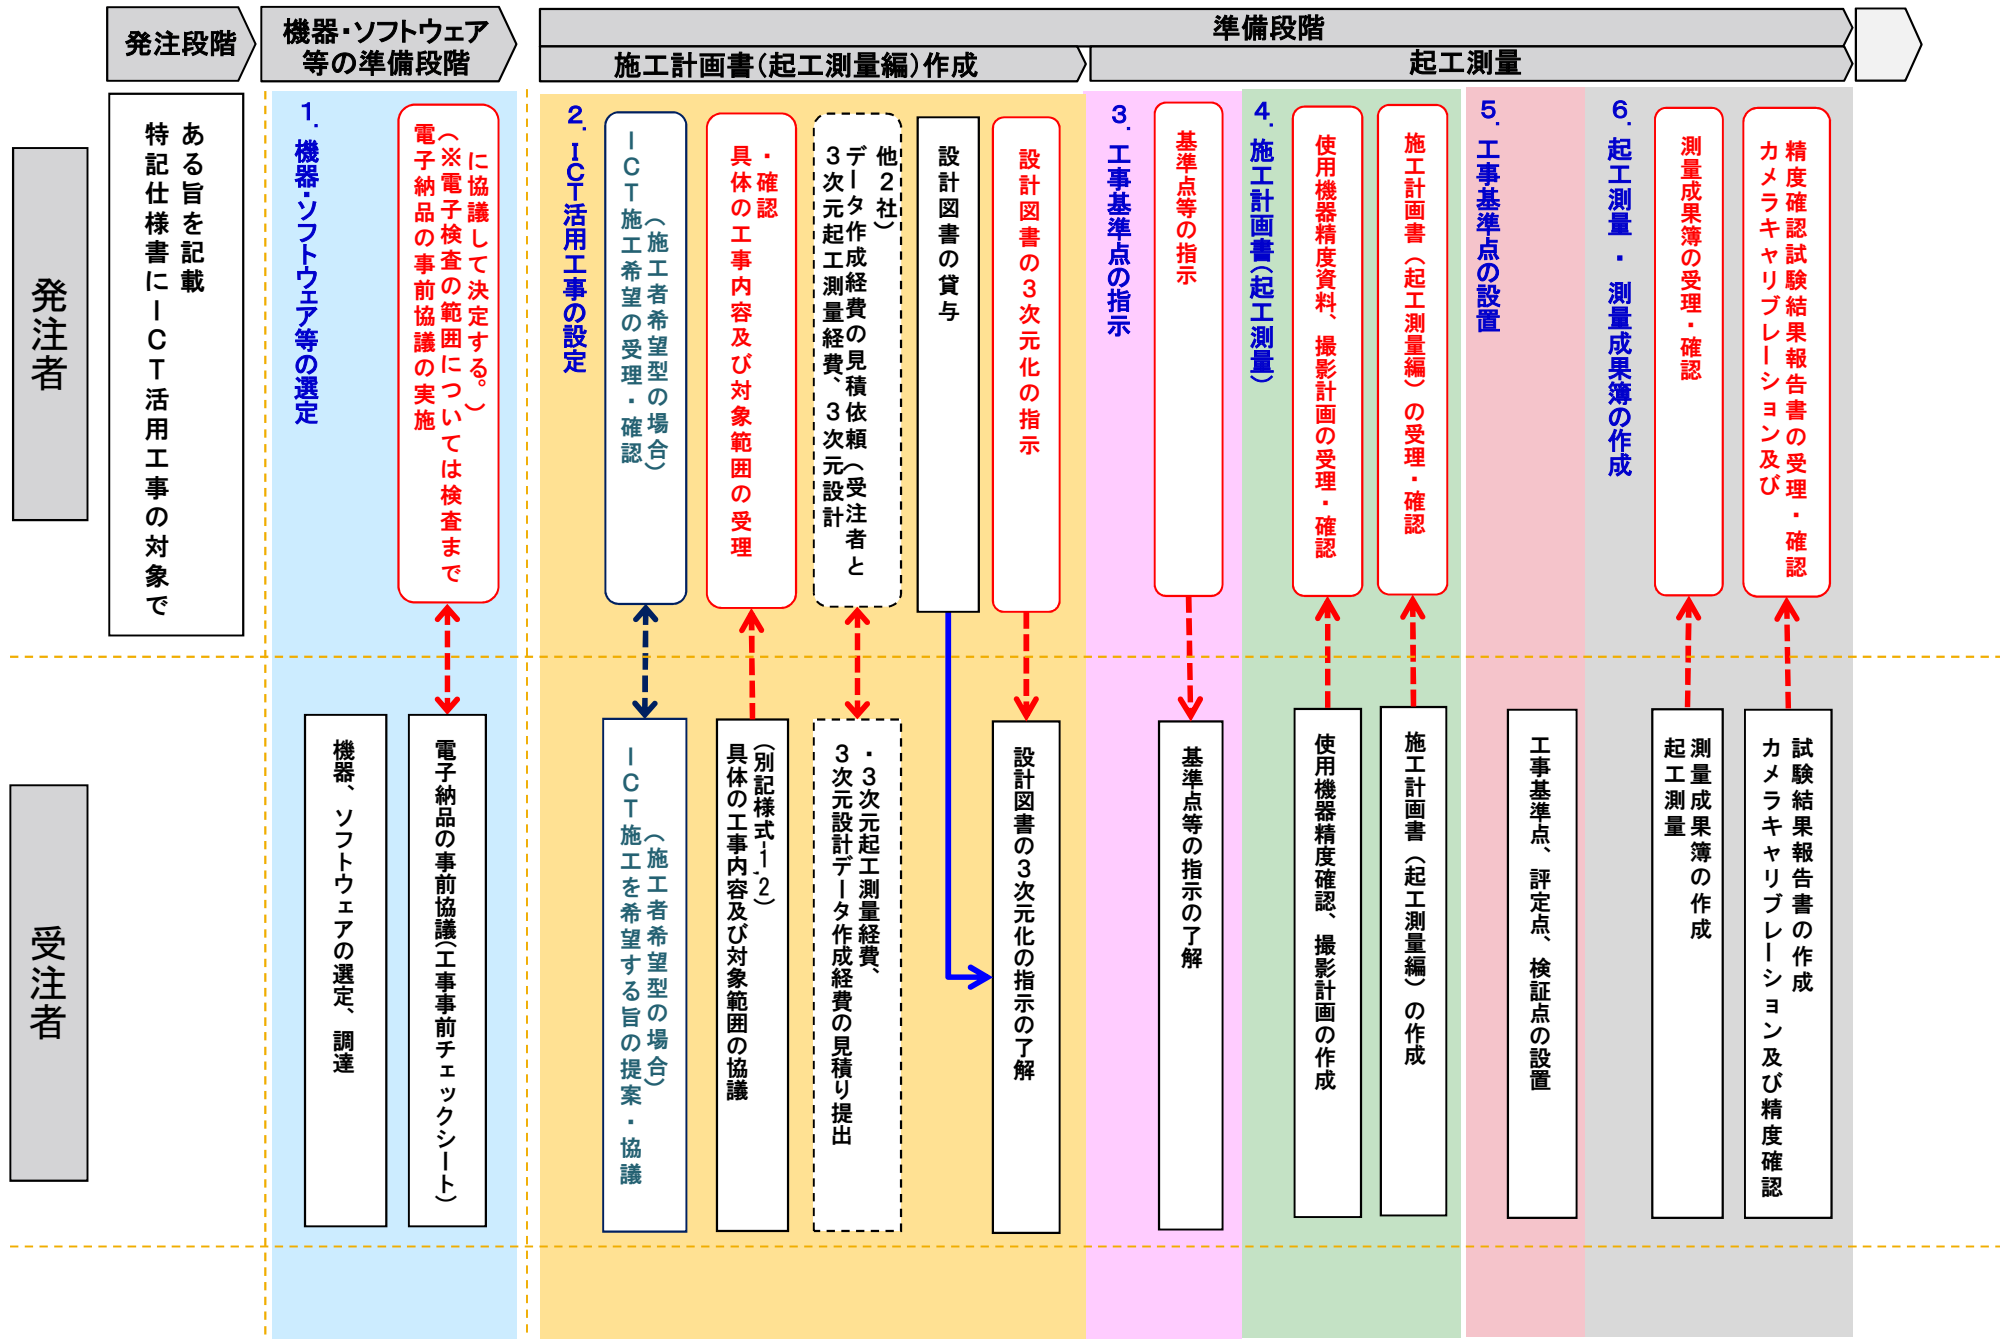 発注段階
機器・ソフトウェア
等の準備段階
準備段階
施工計画書（起工測量編）作成
起工測量
発注者
特記仕様書にＩＣＴ活用工事の対象で
ある旨を記載
１．機器・ソフトウェア等の選定
電子納品の事前協議の実施
（※電子検査の範囲については検査まで
に協議して決定する。）
２．ＩＣＴ活用工事の設定
ＩＣＴ施工希望の受理・確認
（施工者希望型の場合）
具体の工事内容及び対象範囲の受理
・確認
３次元起工測量経費、３次元設計
データ作成経費の見積依頼（受注者と
他２社）
設計図書の貸与
設計図書の３次元化の指示
３．工事基準点の指示
基準点等の指示
４．施工計画書（起工測量）
使用機器精度資料、撮影計画の受理・確認
施工計画書（起工測量編）の受理・確認
５．工事基準点の設置
６．起工測量・測量成果簿の作成
測量成果簿の受理・確認
カメラキャリブレーション及び
精度確認試験結果報告書の受理・確認
受注者
機器、ソフトウェアの選定、調達
電子納品の事前協議（工事事前チェックシート）
ＩＣＴ施工を希望する旨の提案・協議
（施工者希望型の場合）
具体の工事内容及び対象範囲の協議
（別記様式-1,２）
３次元設計データ作成経費の見積り提出
・３次元起工測量経費、
設計図書の３次元化の指示の了解
基準点等の指示の了解
使用機器精度確認、撮影計画の作成
施工計画書（起工測量編）の作成
工事基準点、評定点、検証点の設置
起工測量
測量成果簿の作成
カメラキャリブレーション及び精度確認
試験結果報告書の作成